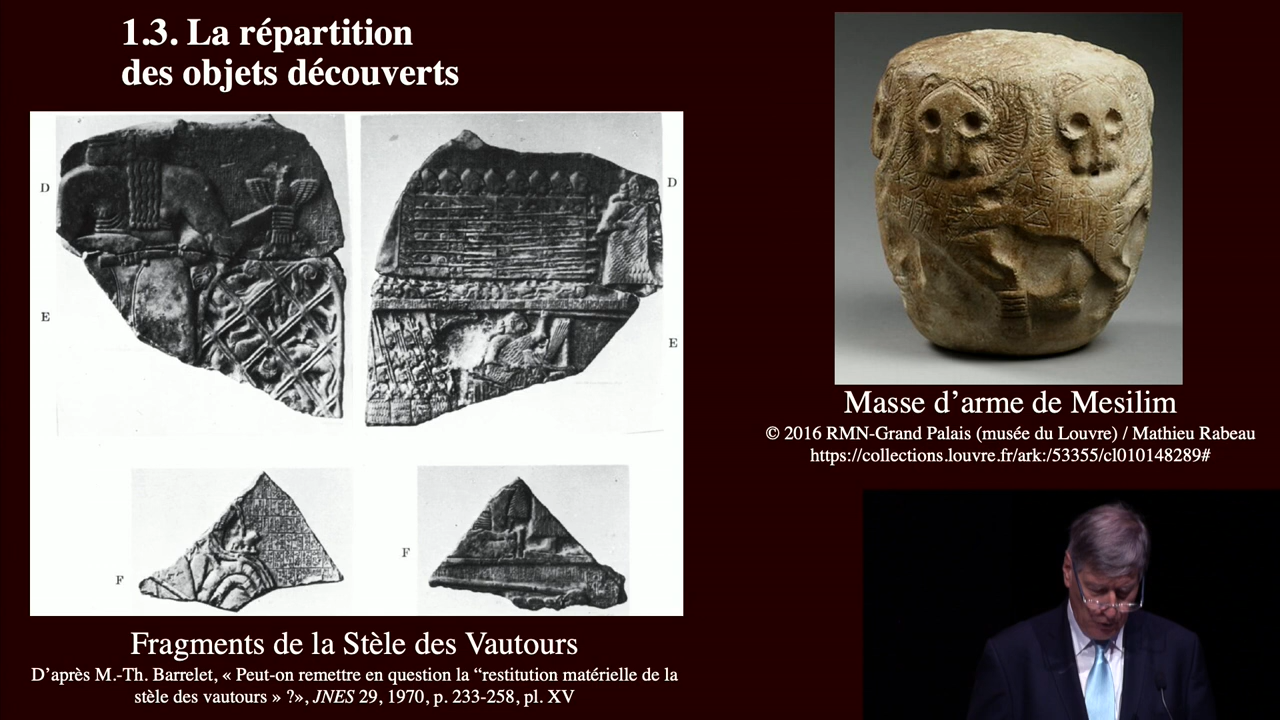 1.3. La répartition
des objets découverts
D
D
E
E
F
F
Fragments de la Stèle des Vautours
D’après M.-Th. Barrelet, « Peut-on remettre en question la “restitution matérielle de la
stèle des vautours » ?», JNES 29, 1970, p. 233-258, pl. XV
Masse d’arme de Mesilim
© 2016 RMN-Grand Palais (musée du Louvre) / Mathieu Rabeau
https://collections.louvre.fr/ark:/53355/cl010148289#